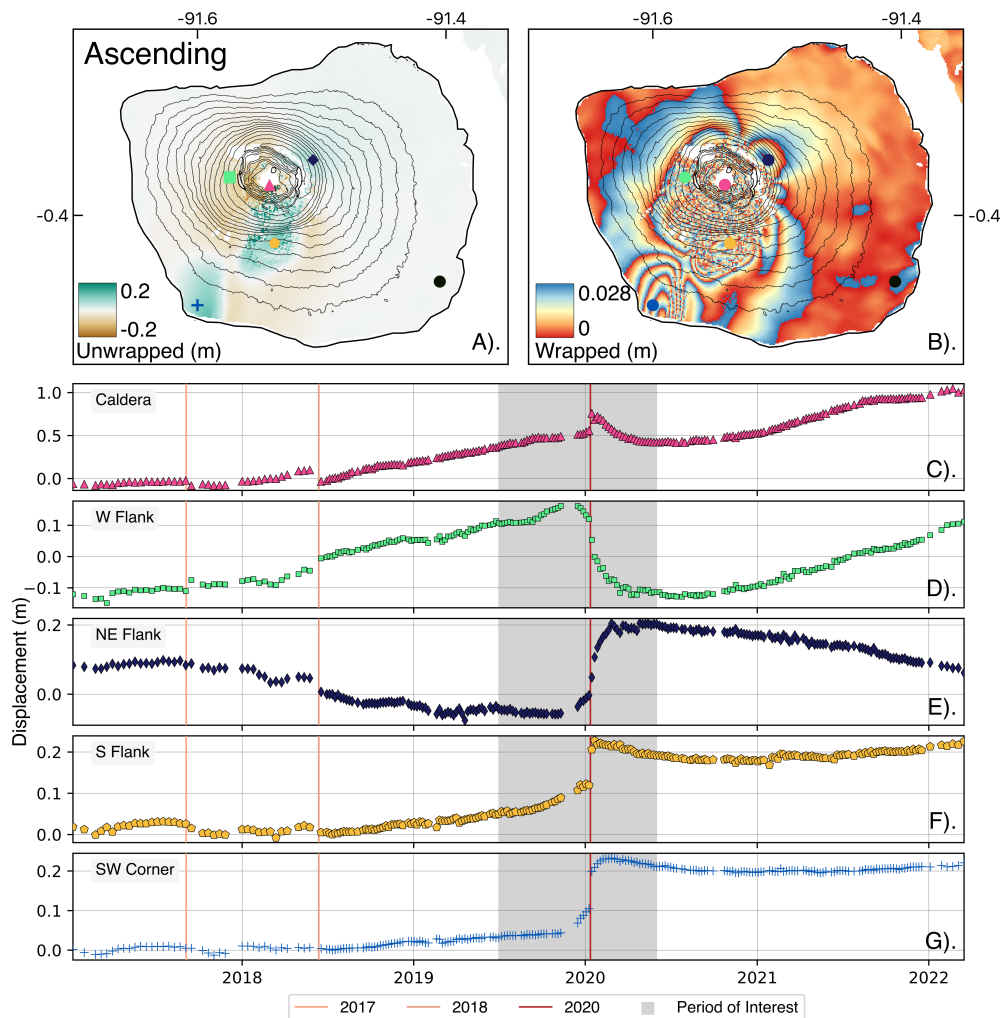 -91.6 -91.4 -91.6 -91.4
Ascending
-0.4 -0.4
0.2 0.028
-0.2 0
Unwrapped (m) A). Wrapped (m) B).
Caldera
1.0
0.5
0.0
C).
W Flank
0.1
0.0
−0.1
D).
Displacement (m)
NE Flank
0.2
0.0
E).
S Flank
0.2
0.1
0.0
F).
SW Corner
0.2
0.1
0.0
G).
2018 2019 2020 2021 2022
2017 2018 2020 Period of Interest